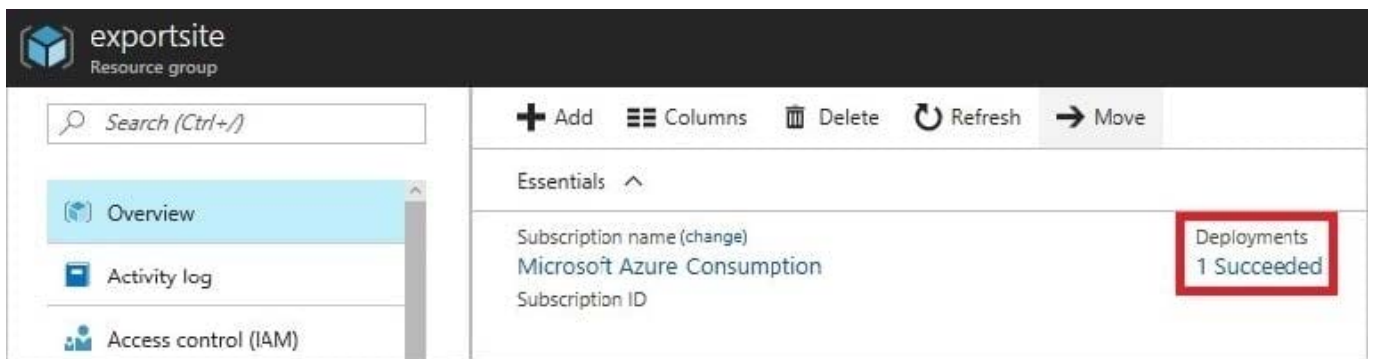 exportsite
Resource group
Search (Ctrl+/)
Add Columns Delete Refresh Move
Essentials
Overview
Activity log
Access control (IAM)
Subscription name (change)
Microsoft Azure Consumption
Subscription ID
Deployments
1 Succeeded